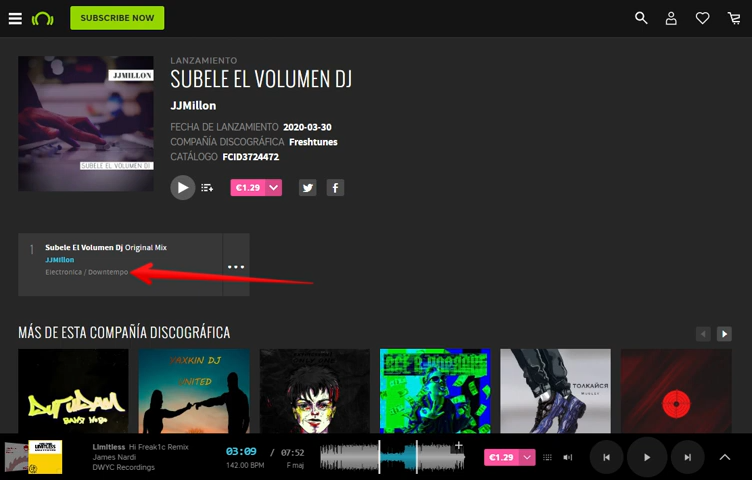 SUBSCRIBE NOW
LANZAMIENTO
SUBELE EL VOLUMEN DJ
JJMillon
FECHA DE LANZAMIENTO 2020-03-30
COMPAÑÍA DISCOGRÁFICA Freshtunes
CATÁLOGO FCID3724472
€1.29
JJMILLON
SUBELE EL VOLUMEN DJ
1 Subele El Volumen Dj Original Mix
JJMillon
Electronica / Downtempo
MÁS DE ESTA COMPAÑÍA DISCOGRÁFICA
YAXKIN DJ
UNITED
ТОЛКАЙСЯ
LIMITLESS
Limitless Hi Freak1c Remix
James Nardi
DWYC Recordings
03:09 / 07:52
142.00 BPM F maj
€1.29